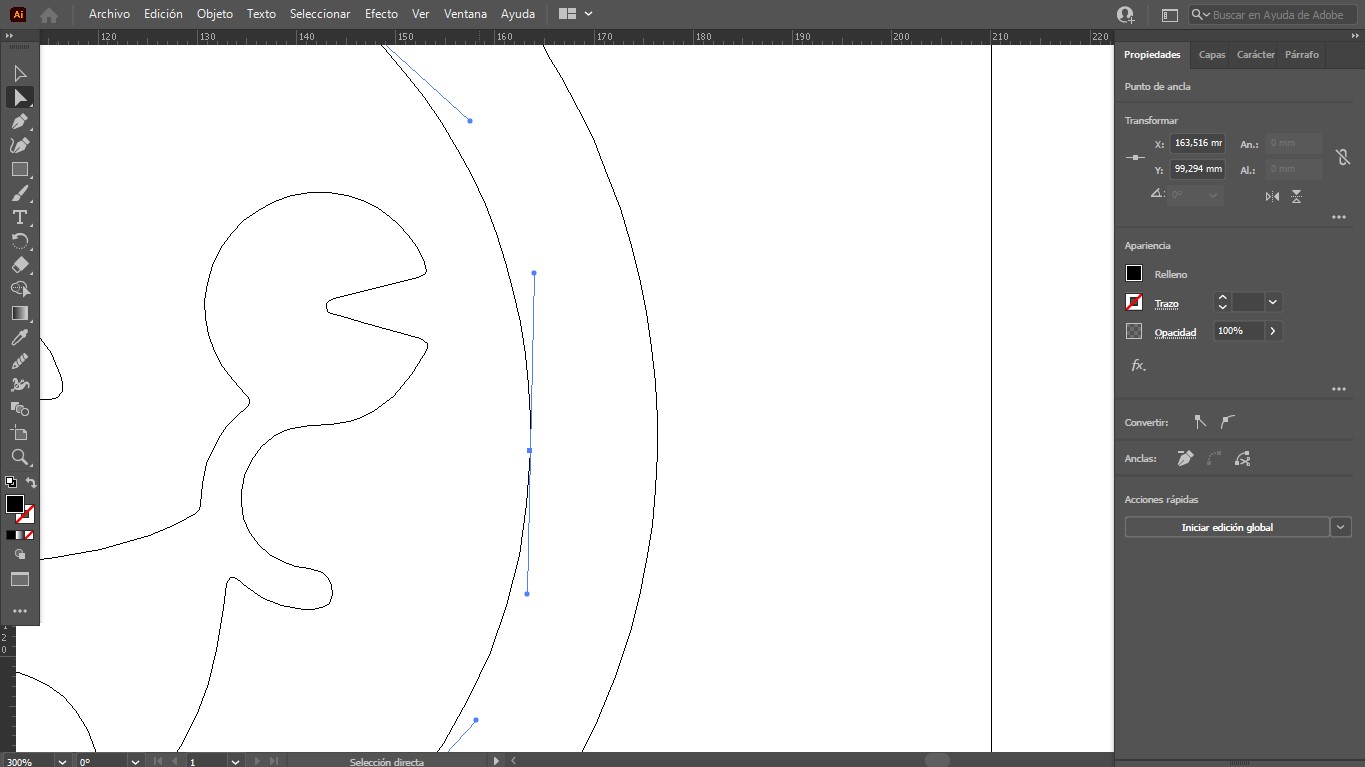 Ai Archivo Edición Objeto Texto Seleccionar Efecto Ver Ventana Ayuda Buscar en Ayuda de Adobe
120 130 140 150 160 170 180 190 200 210 220
Propiedades Capas Carácter Párrafo
Punto de ancla
Transformar
X: 163,516 mr An.: 0 mm
Y: 99,294 mm Al.: 0 mm
0°
Apariencia
Relleno
Trazo
Opacidad 100%
fx.
Convertir:
Anclas:
Acciones rápidas
Iniciar edición global
1
2
0
300% 0° 1 Selección directa